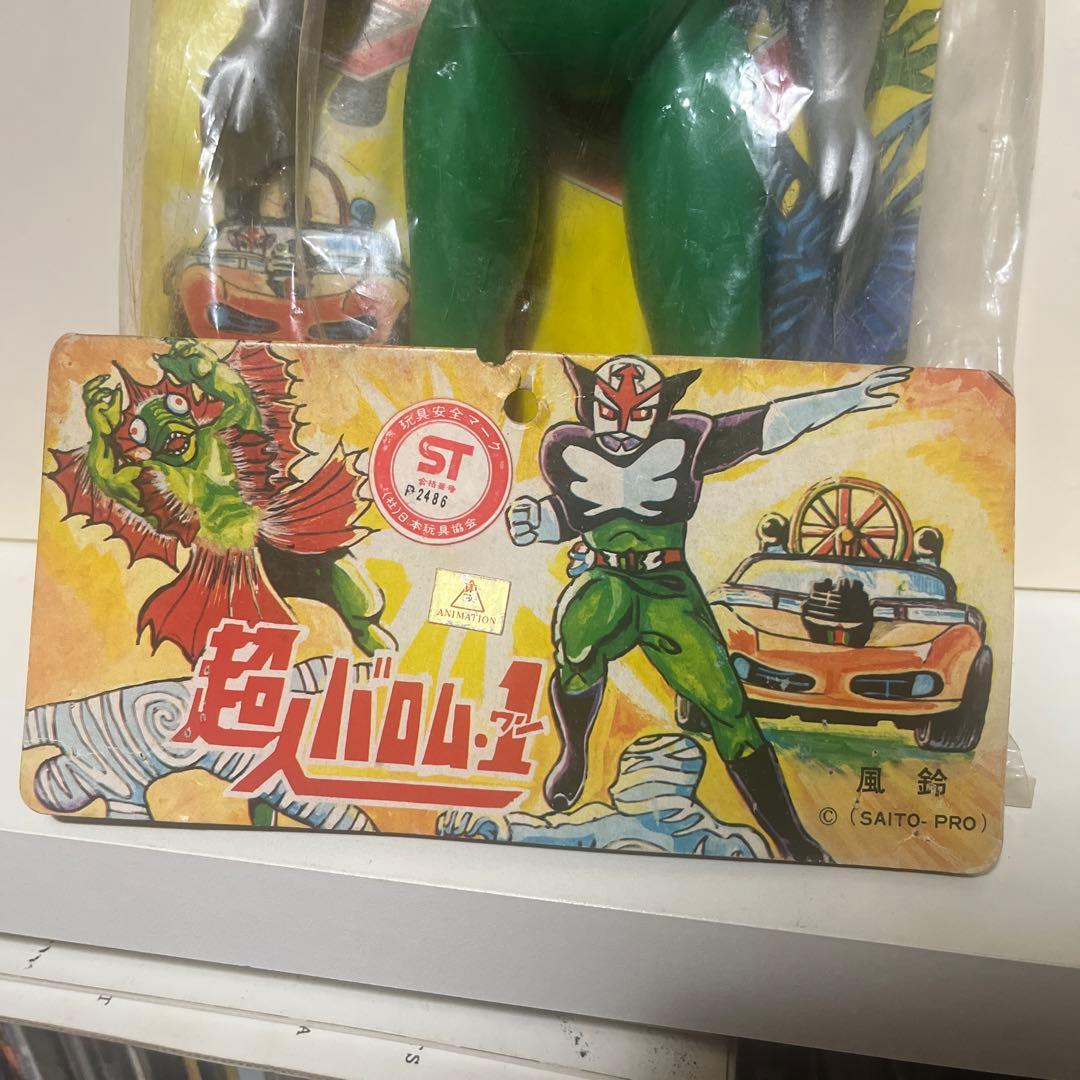 玩具安全マーク
ST
合格番号
P-2486
(社)日本玩具協会
ANIMATION
超人バロム・1
ワン
風鈴
© (SAITO-PRO)
T
A
S